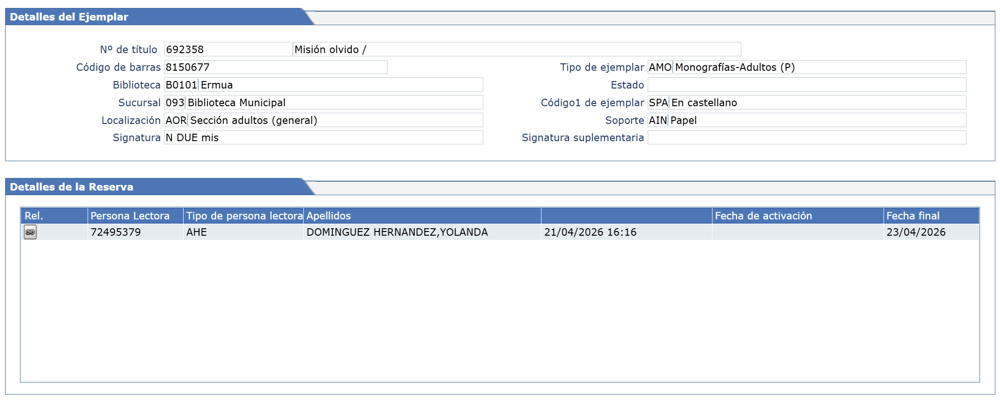 Detalles del Ejemplar
Nº de título 692358 Misión olvido /
Código de barras 8150677 Tipo de ejemplar AMO Monografías-Adultos (P)
Biblioteca B0101 Ermua Estado
Sucursal 093 Biblioteca Municipal Código1 de ejemplar SPA En castellano
Localización AOR Sección adultos (general) Soporte AIN Papel
Signatura N DUE mis Signatura suplementaria
Detalles de la Reserva
Rel. Persona Lectora Tipo de persona lectora Apellidos Fecha de activación Fecha final
72495379 AHE DOMINGUEZ HERNANDEZ,YOLANDA 21/04/2026 16:16 23/04/2026